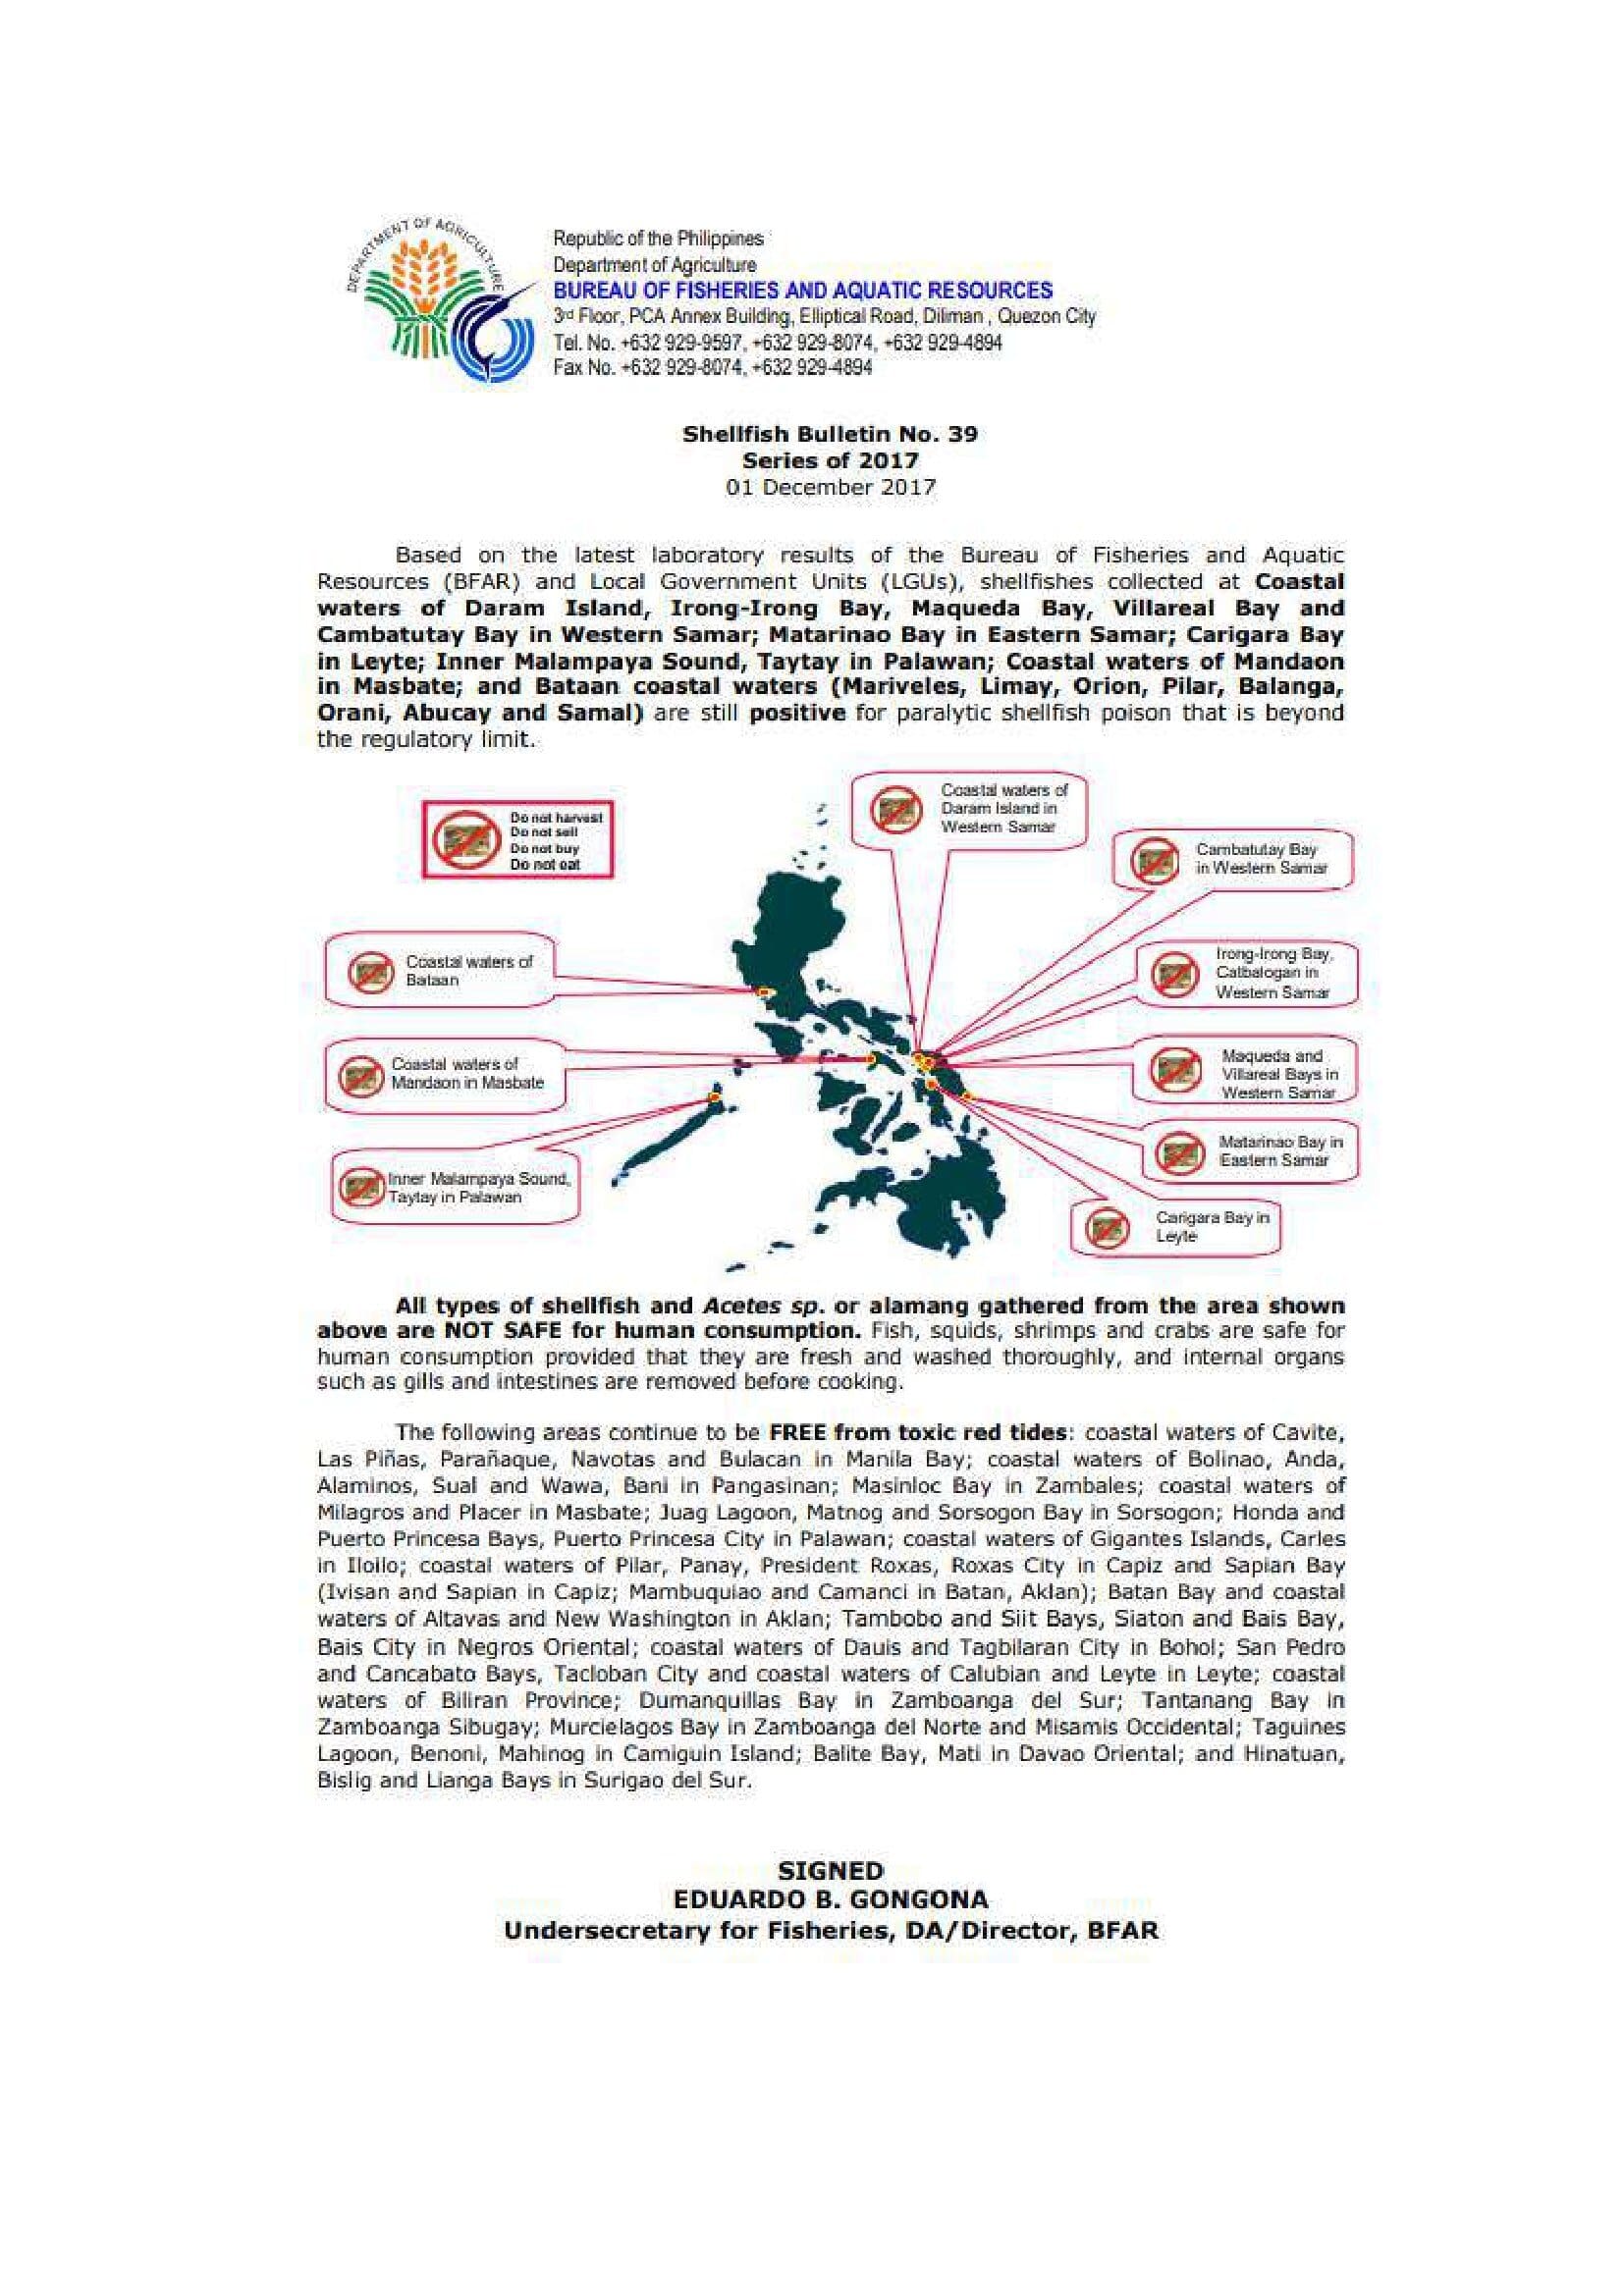 DEPARTMENT OF AGRICULTURE
Republic of the Philippines
Department of Agriculture
BUREAU OF FISHERIES AND AQUATIC RESOURCES
3rd Floor, PCA Annex Building, Elliptical Road, Diliman , Quezon City
Tel. No. +632 929-9597, +632 929-8074, +632 929-4894
Fax No. +632 929-8074, +632 929-4894
Shellfish Bulletin No. 39
Series of 2017
01 December 2017
Based on the latest laboratory results of the Bureau of Fisheries and Aquatic
Resources (BFAR) and Local Government Units (LGUs), shellfishes collected at Coastal
waters of Daram Island, Irong-Irong Bay, Maqueda Bay, Villareal Bay and
Cambatutay Bay in Western Samar; Matarinao Bay in Eastern Samar; Carigara Bay
in Leyte; Inner Malampaya Sound, Taytay in Palawan; Coastal waters of Mandaon
in Masbate; and Bataan coastal waters (Mariveles, Limay, Orion, Pilar, Balanga,
Orani, Abucay and Samal) are still positive for paralytic shellfish poison that is beyond
the regulatory limit.
Do not harvest
Do not sell
Do not buy
Do not eat
Coastal waters of
Daram Island in
Western Samar
Cambatutay Bay
in Western Samar
Coastal waters of
Bataan
Irong-Irong Bay,
Catbalogan in
Western Samar
Coastal waters of
Mandaon in Masbate
Maqueda and
Villareal Bays in
Western Samar
Inner Malampaya Sound,
Taytay in Palawan
Matarinao Bay in
Eastern Samar
Carigara Bay in
Leyte
All types of shellfish and Acetes sp. or alamang gathered from the area shown
above are NOT SAFE for human consumption. Fish, squids, shrimps and crabs are safe for
human consumption provided that they are fresh and washed thoroughly, and internal organs
such as gills and intestines are removed before cooking.
The following areas continue to be FREE from toxic red tides: coastal waters of Cavite,
Las Piñas, Parañaque, Navotas and Bulacan in Manila Bay; coastal waters of Bolinao, Anda,
Alaminos, Sual and Wawa, Bani in Pangasinan; Masinloc Bay in Zambales; coastal waters of
Milagros and Placer in Masbate; Juag Lagoon, Matnog and Sorsogon Bay in Sorsogon; Honda and
Puerto Princesa Bays, Puerto Princesa City in Palawan; coastal waters of Gigantes Islands, Carles
in Iloilo; coastal waters of Pilar, Panay, President Roxas, Roxas City in Capiz and Sapian Bay
(Ivisan and Sapian in Capiz; Mambuquiao and Camanci in Batan, Aklan); Batan Bay and coastal
waters of Altavas and New Washington in Aklan; Tambobo and Siit Bays, Siaton and Bais Bay,
Bais City in Negros Oriental; coastal waters of Dauis and Tagbilaran City in Bohol; San Pedro
and Cancabato Bays, Tacloban City and coastal waters of Calubian and Leyte in Leyte; coastal
waters of Biliran Province; Dumanquillas Bay in Zamboanga del Sur; Tantanang Bay in
Zamboanga Sibugay; Murcielagos Bay in Zamboanga del Norte and Misamis Occidental; Taguines
Lagoon, Benoni, Mahinog in Camiguin Island; Balite Bay, Mati in Davao Oriental; and Hinatuan,
Bislig and Lianga Bays in Surigao del Sur.
SIGNED
EDUARDO B. GONGONA
Undersecretary for Fisheries, DA/Director, BFAR